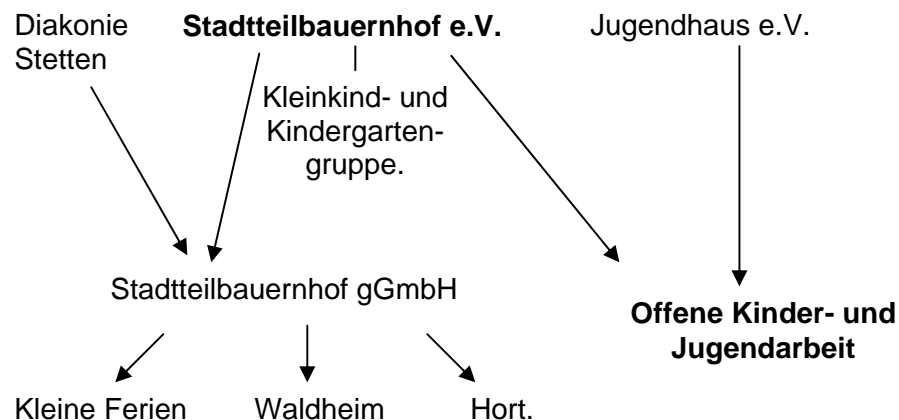 Diakonie
Stetten
Stadtteilbauernhof e.V.
Jugendhaus e.V.
Kleinkind- und
Kindergarten-
gruppe.
Stadtteilbauernhof gGmbH
Offene Kinder- und
Jugendarbeit
Kleine Ferien
Waldheim
Hort.